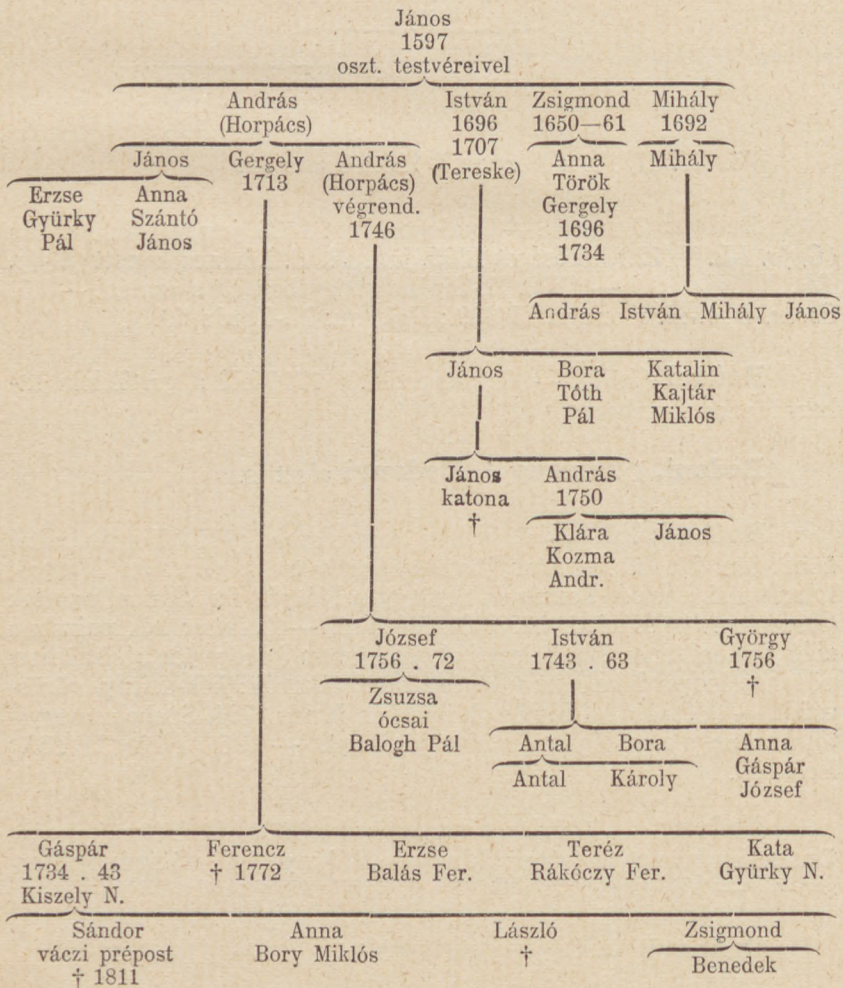 János
1597
oszt. testvéreivel
András István Zsigmond Mihály
(Horpács) 1696 1650—61 1692
1707
(Tereske)
János Gergely András Anna Mihály
1713 (Horpács) Török
végrend. Gergely
1746 1696
1734
Erzse Anna
Gyürky Szántó
Pál János
András István Mihály János
János Bora Katalin
Tóth Kajtár
Pál Miklós
János András
katona 1750
†
Klára János
Kozma
Andr.
József István György
1756 . 72 1743 . 63 1756
†
Zsuzsa
ócsai
Balogh Pál
Antal Bora Anna
Gáspár
József
Antal Károly
Gáspár Ferencz Erzse Teréz Kata
1734 . 43 † 1772 Balás Fer. Rákóczy Fer. Gyürky N.
Kiszely N.
Sándor Anna László Zsigmond
váczi prépost Bory Miklós †
† 1811
Benedek